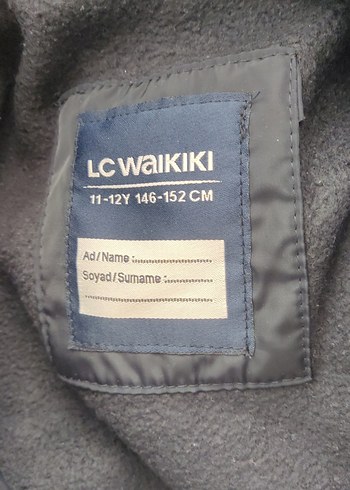 LC WAIKIKI
11-12Y 146-152 CM
Ad/Name :
Soyad/Surname :